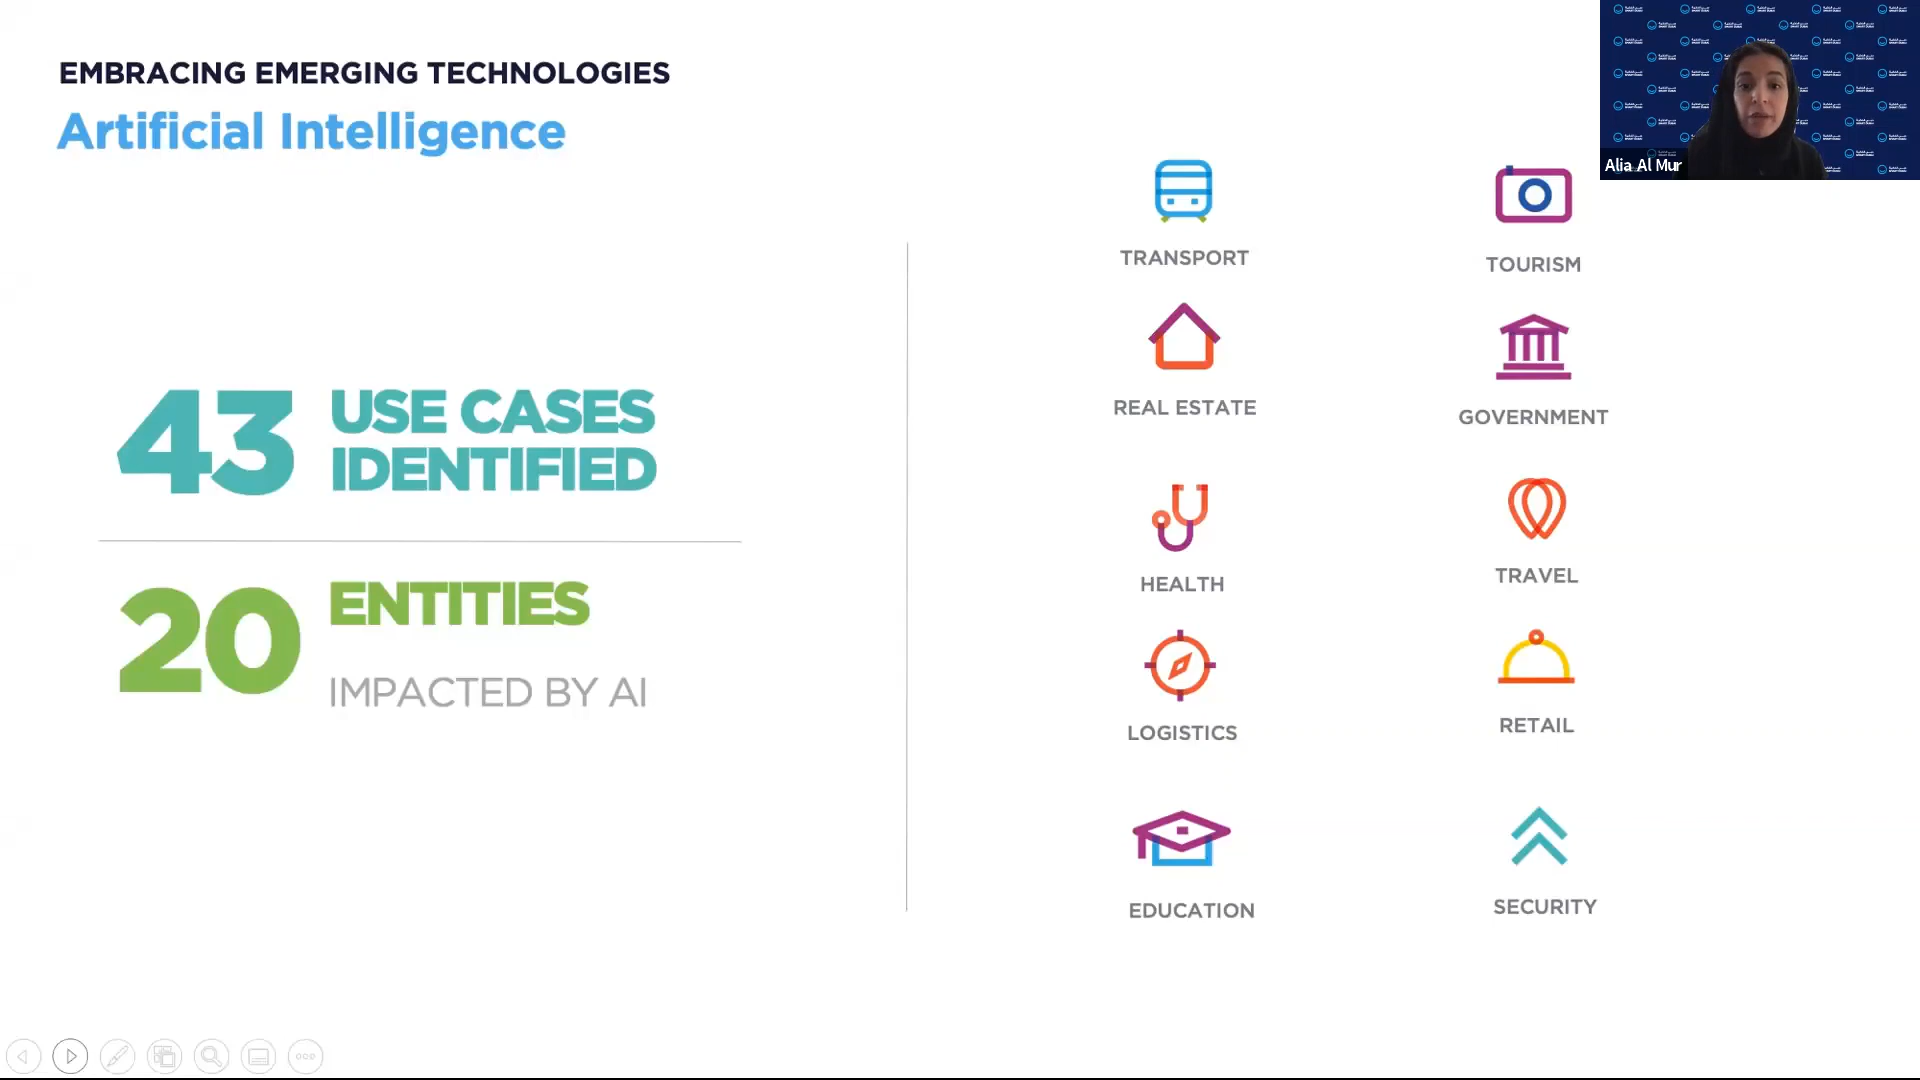 EMBRACING EMERGING TECHNOLOGIES
Artificial Intelligence
Alia Al Mur
43 USE CASES
IDENTIFIED
20 ENTITIES
IMPACTED BY AI
TRANSPORT
TOURISM
REAL ESTATE
GOVERNMENT
HEALTH
TRAVEL
LOGISTICS
RETAIL
EDUCATION
SECURITY